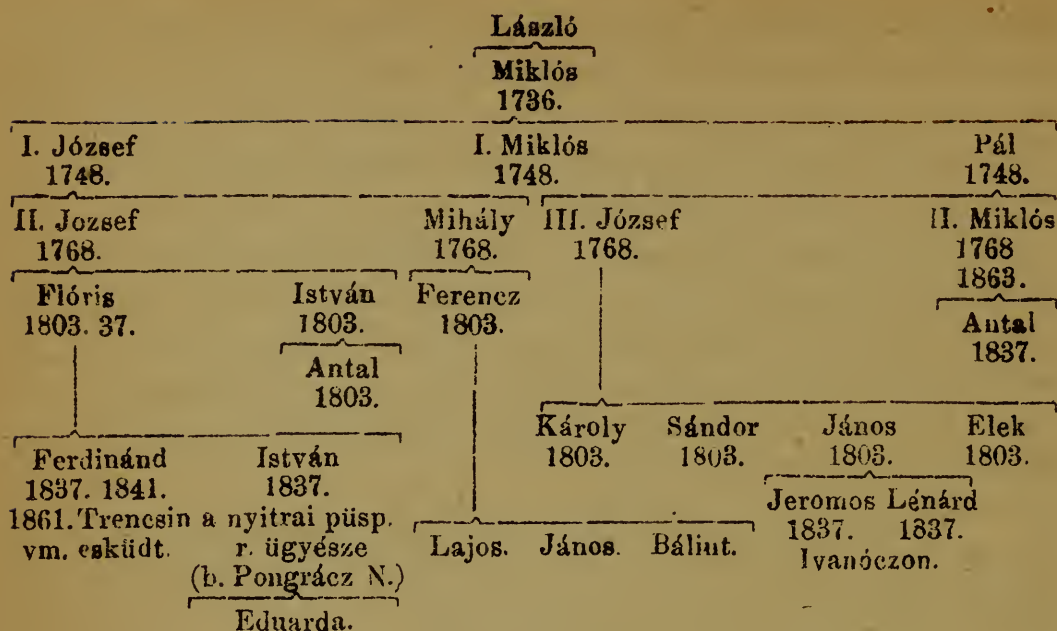 László
Miklós
1736.
I. József I. Miklós Pál
1748. 1748. 1748.
II. Jozsef Mihály III. József II. Miklós
1768. 1768. 1768. 1768
1863.
Flóris István Ferencz
1803. 37. 1803. 1803.
Antal
1837.
Antal
1803.
Károly Sándor János Elek
1803. 1803. 1803. 1803.
Ferdinánd István
1837. 1841. 1837.
Jeromos Lénárd
1837. 1837.
Ivanóczon.
1861. Trencsin a nyitrai püsp.
vm. esküdt. r. ügyésze
(b. Pongrácz N.)
Lajos. János. Bálint.
Eduarda.